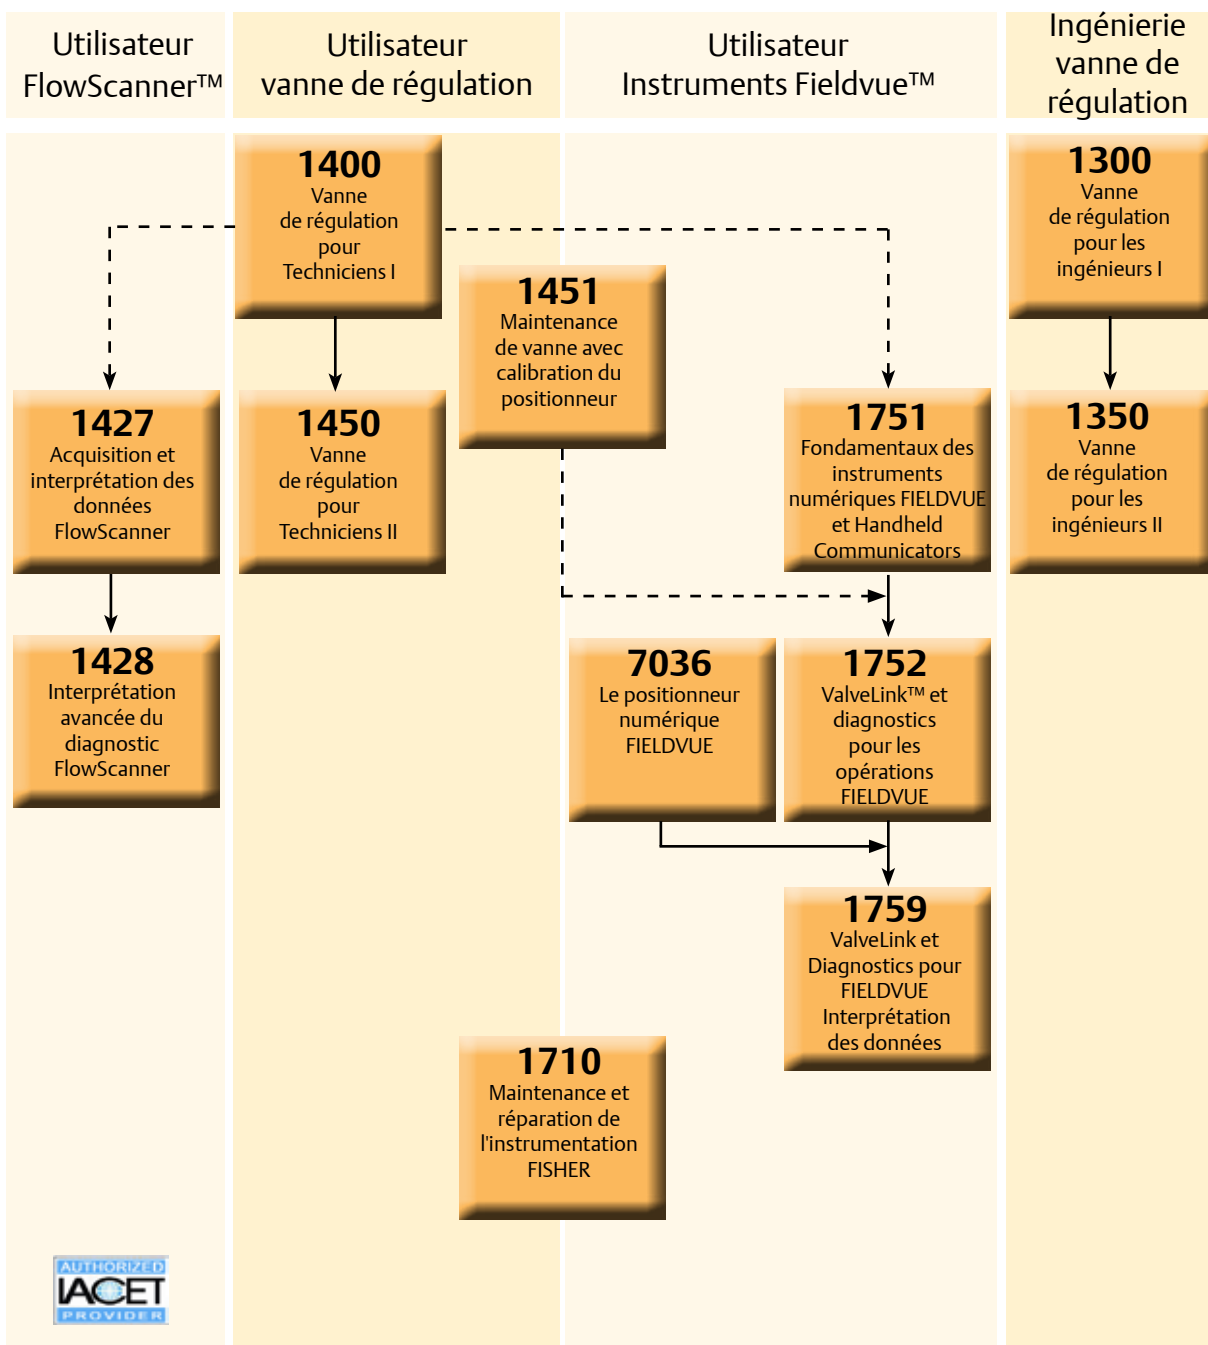 Utilisateur
FlowScanner™
Utilisateur
vanne de régulation
Utilisateur
Instruments Fieldvue™
Ingénierie
vanne de
régulation
1400
Vanne
de régulation
pour
Techniciens I
1300
Vanne
de régulation
pour les
ingénieurs I
1451
Maintenance
de vanne avec
calibration du
positionneur
1427
Acquisition et
interprétation des
données
FlowScanner
1450
Vanne
de régulation
pour
Techniciens II
1751
Fondamentaux des
instruments
numériques FIELDVUE
et Handheld
Communicators
1350
Vanne
de régulation
pour les
ingénieurs II
1428
Interprétation
avancée du
diagnostic
FlowScanner
7036
Le positionneur
numérique
FIELDVUE
1752
ValveLink™ et
diagnostics
pour les
opérations
FIELDVUE
1759
ValveLink et
Diagnostics pour
FIELDVUE
Interprétation
des données
1710
Maintenance et
réparation de
l'instrumentation
FISHER
AUTHORIZED
IACET
PROVIDER